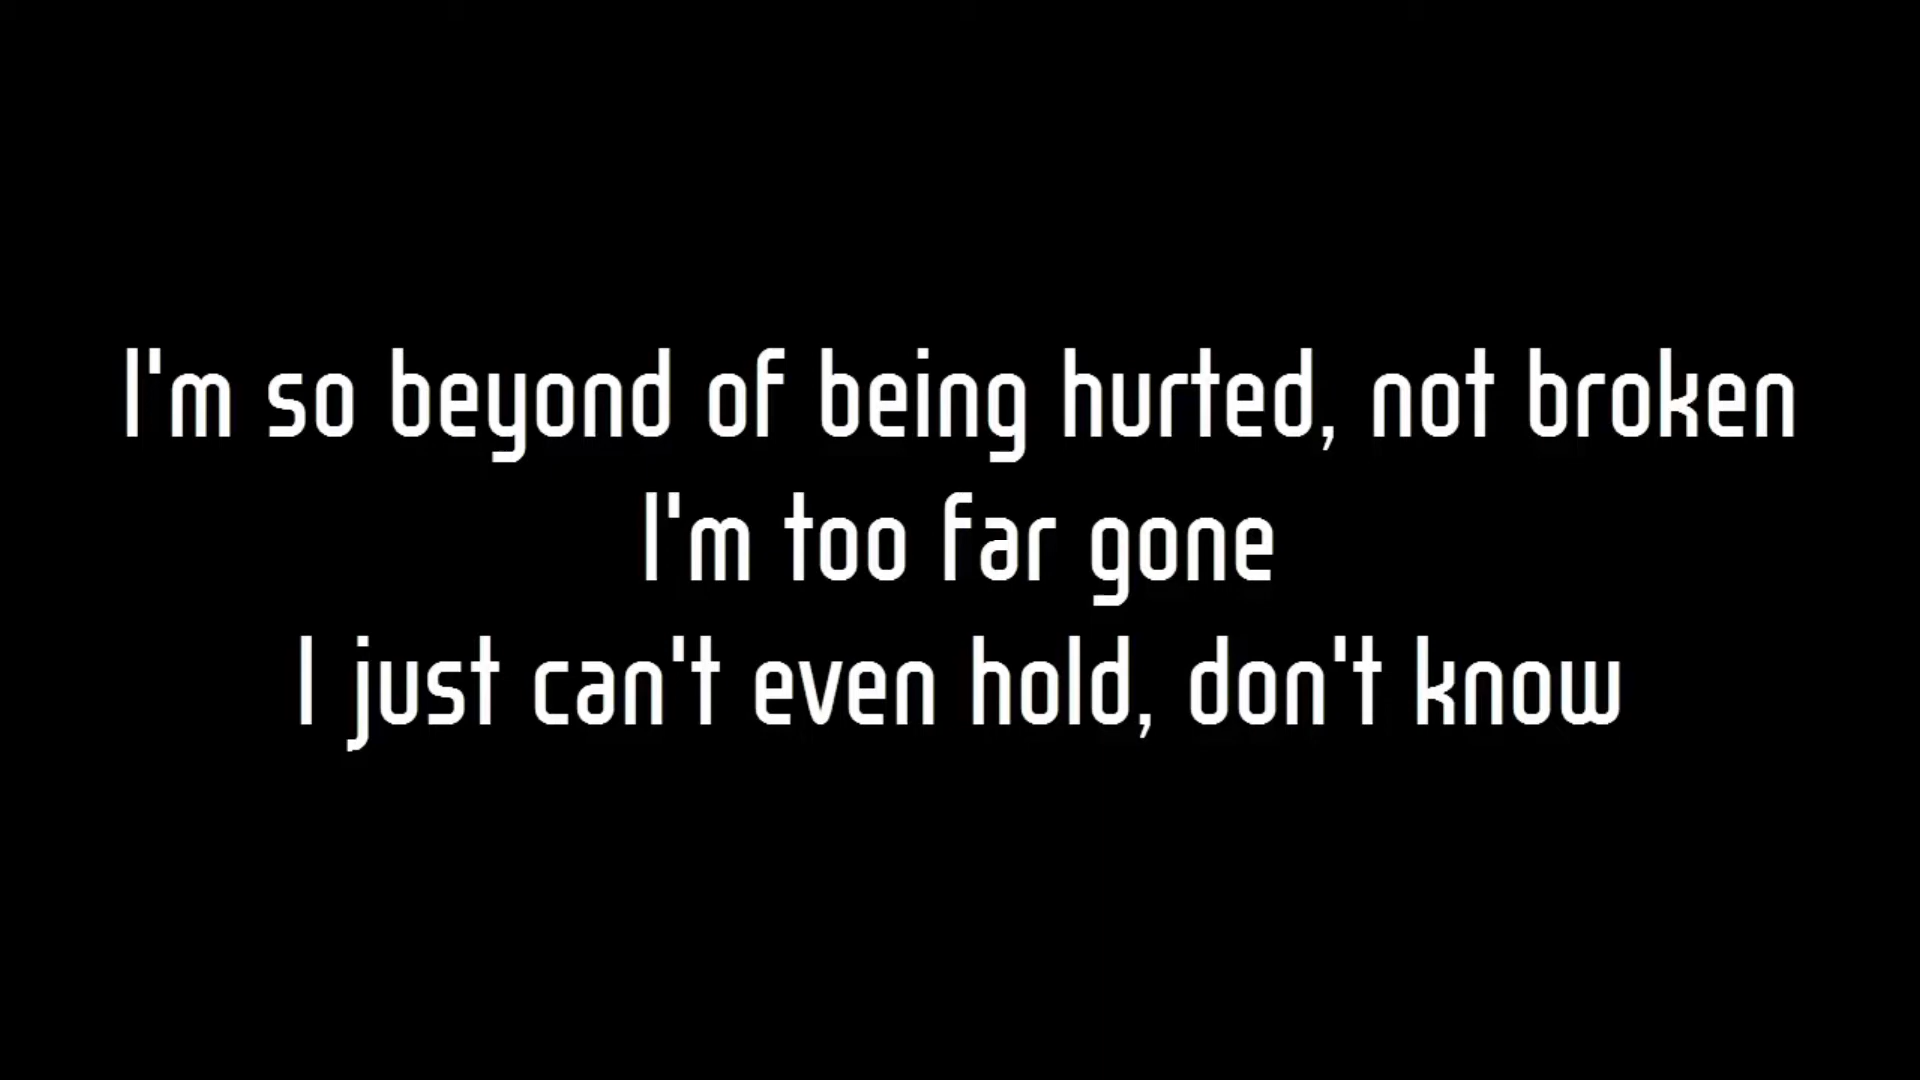 I'm so beyond of being hurted, not broken
I'm too far gone
I just can't even hold, don't know